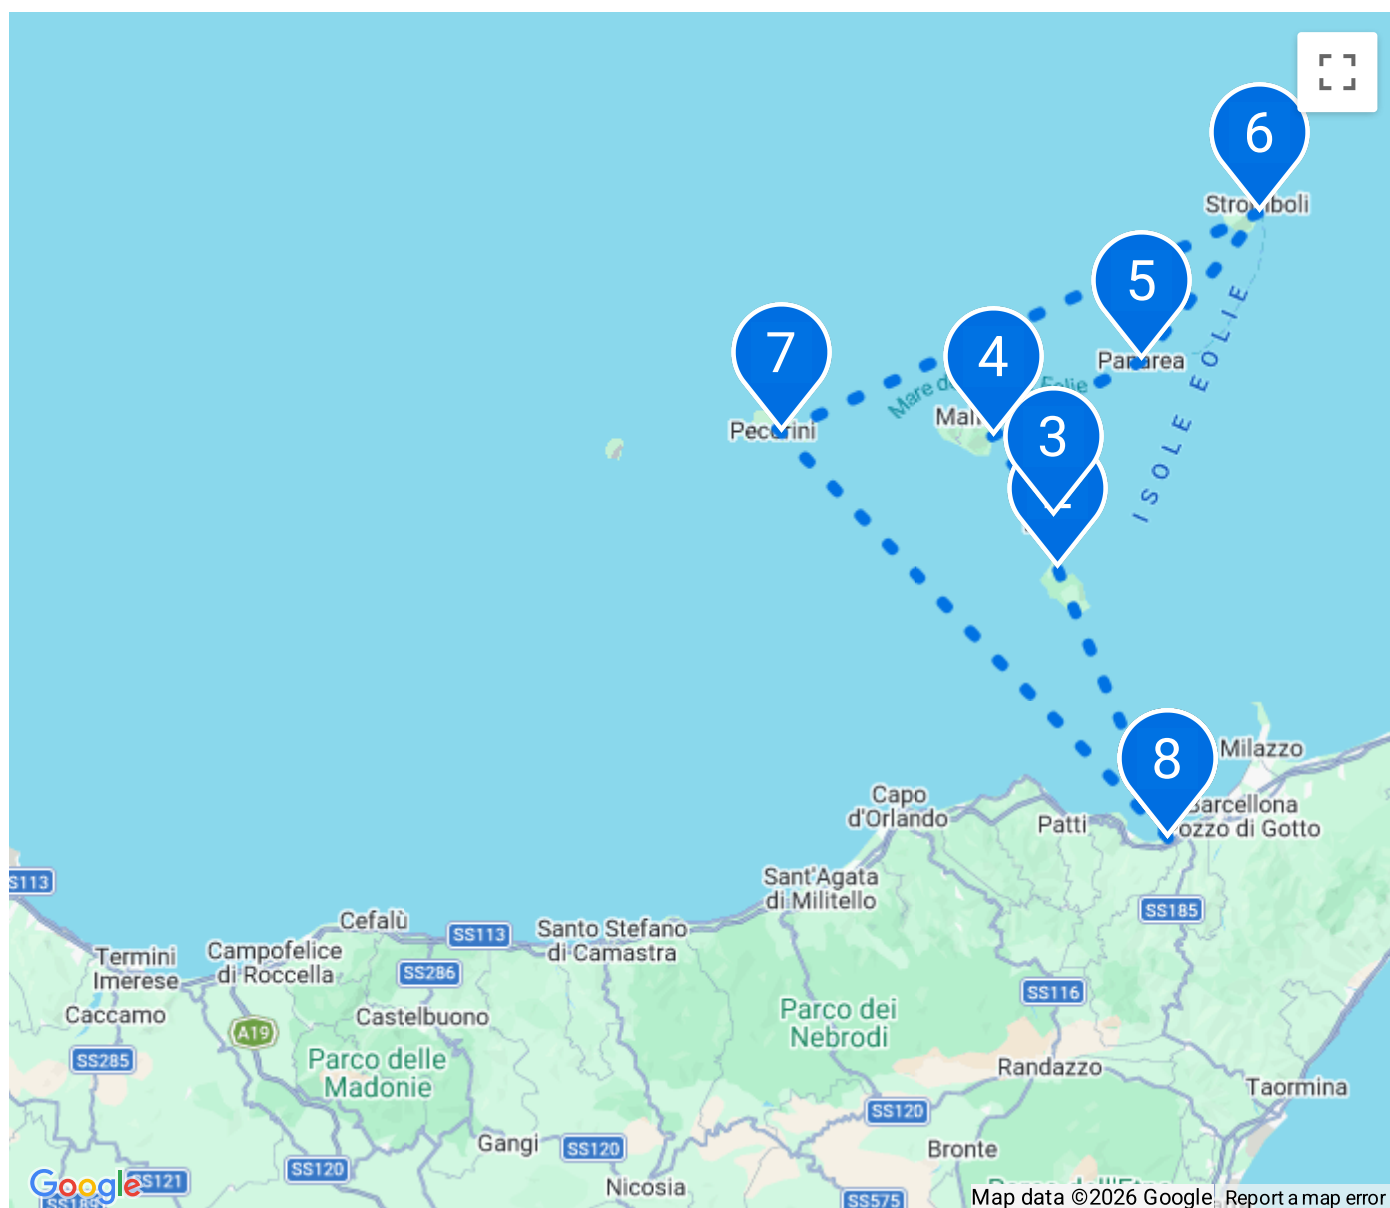 6
Stromboli
5
Panarea
ISOLE EOLIE
7
4
Eolie
Pecorini
3
8
Milazzo
Capo
d'Orlando
Patti
Barcellona
Pozzo di Gotto
Sant'Agata
di Militello
S113
SS185
Cefalù
SS113
Santo Stefano
di Camastra
Termini
Imerese
Campofelice
di Roccella
SS286
SS116
Caccamo
Castelbuono
A19
Parco dei
Nebrodi
SS285
Parco delle
Madonie
Randazzo
Taormina
SS120
Gangi
SS120
Bronte
SS120
Google
SS121
Nicosia
SS575
Map data ©2026 Google
Report a map error